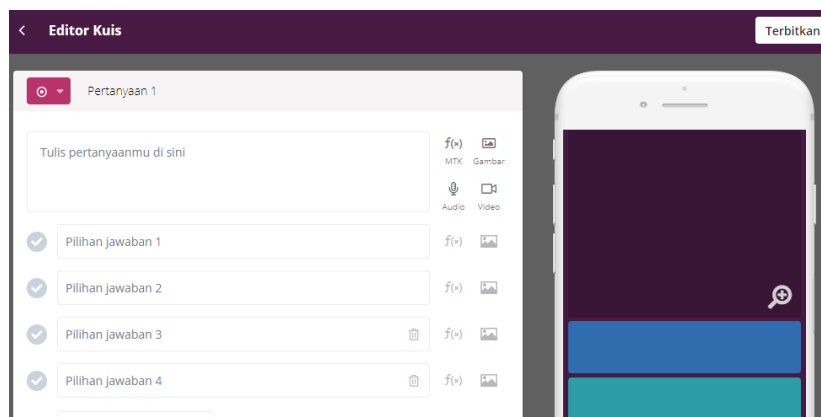 Editor Kuis
Terbitkan
Pertanyaan 1
Tulis pertanyaanmu di sini
f(x)
MTK Gambar
Audio Video
Pilihan jawaban 1
f(x)
Pilihan jawaban 2
f(x)
Pilihan jawaban 3
f(x)
Pilihan jawaban 4
f(x)